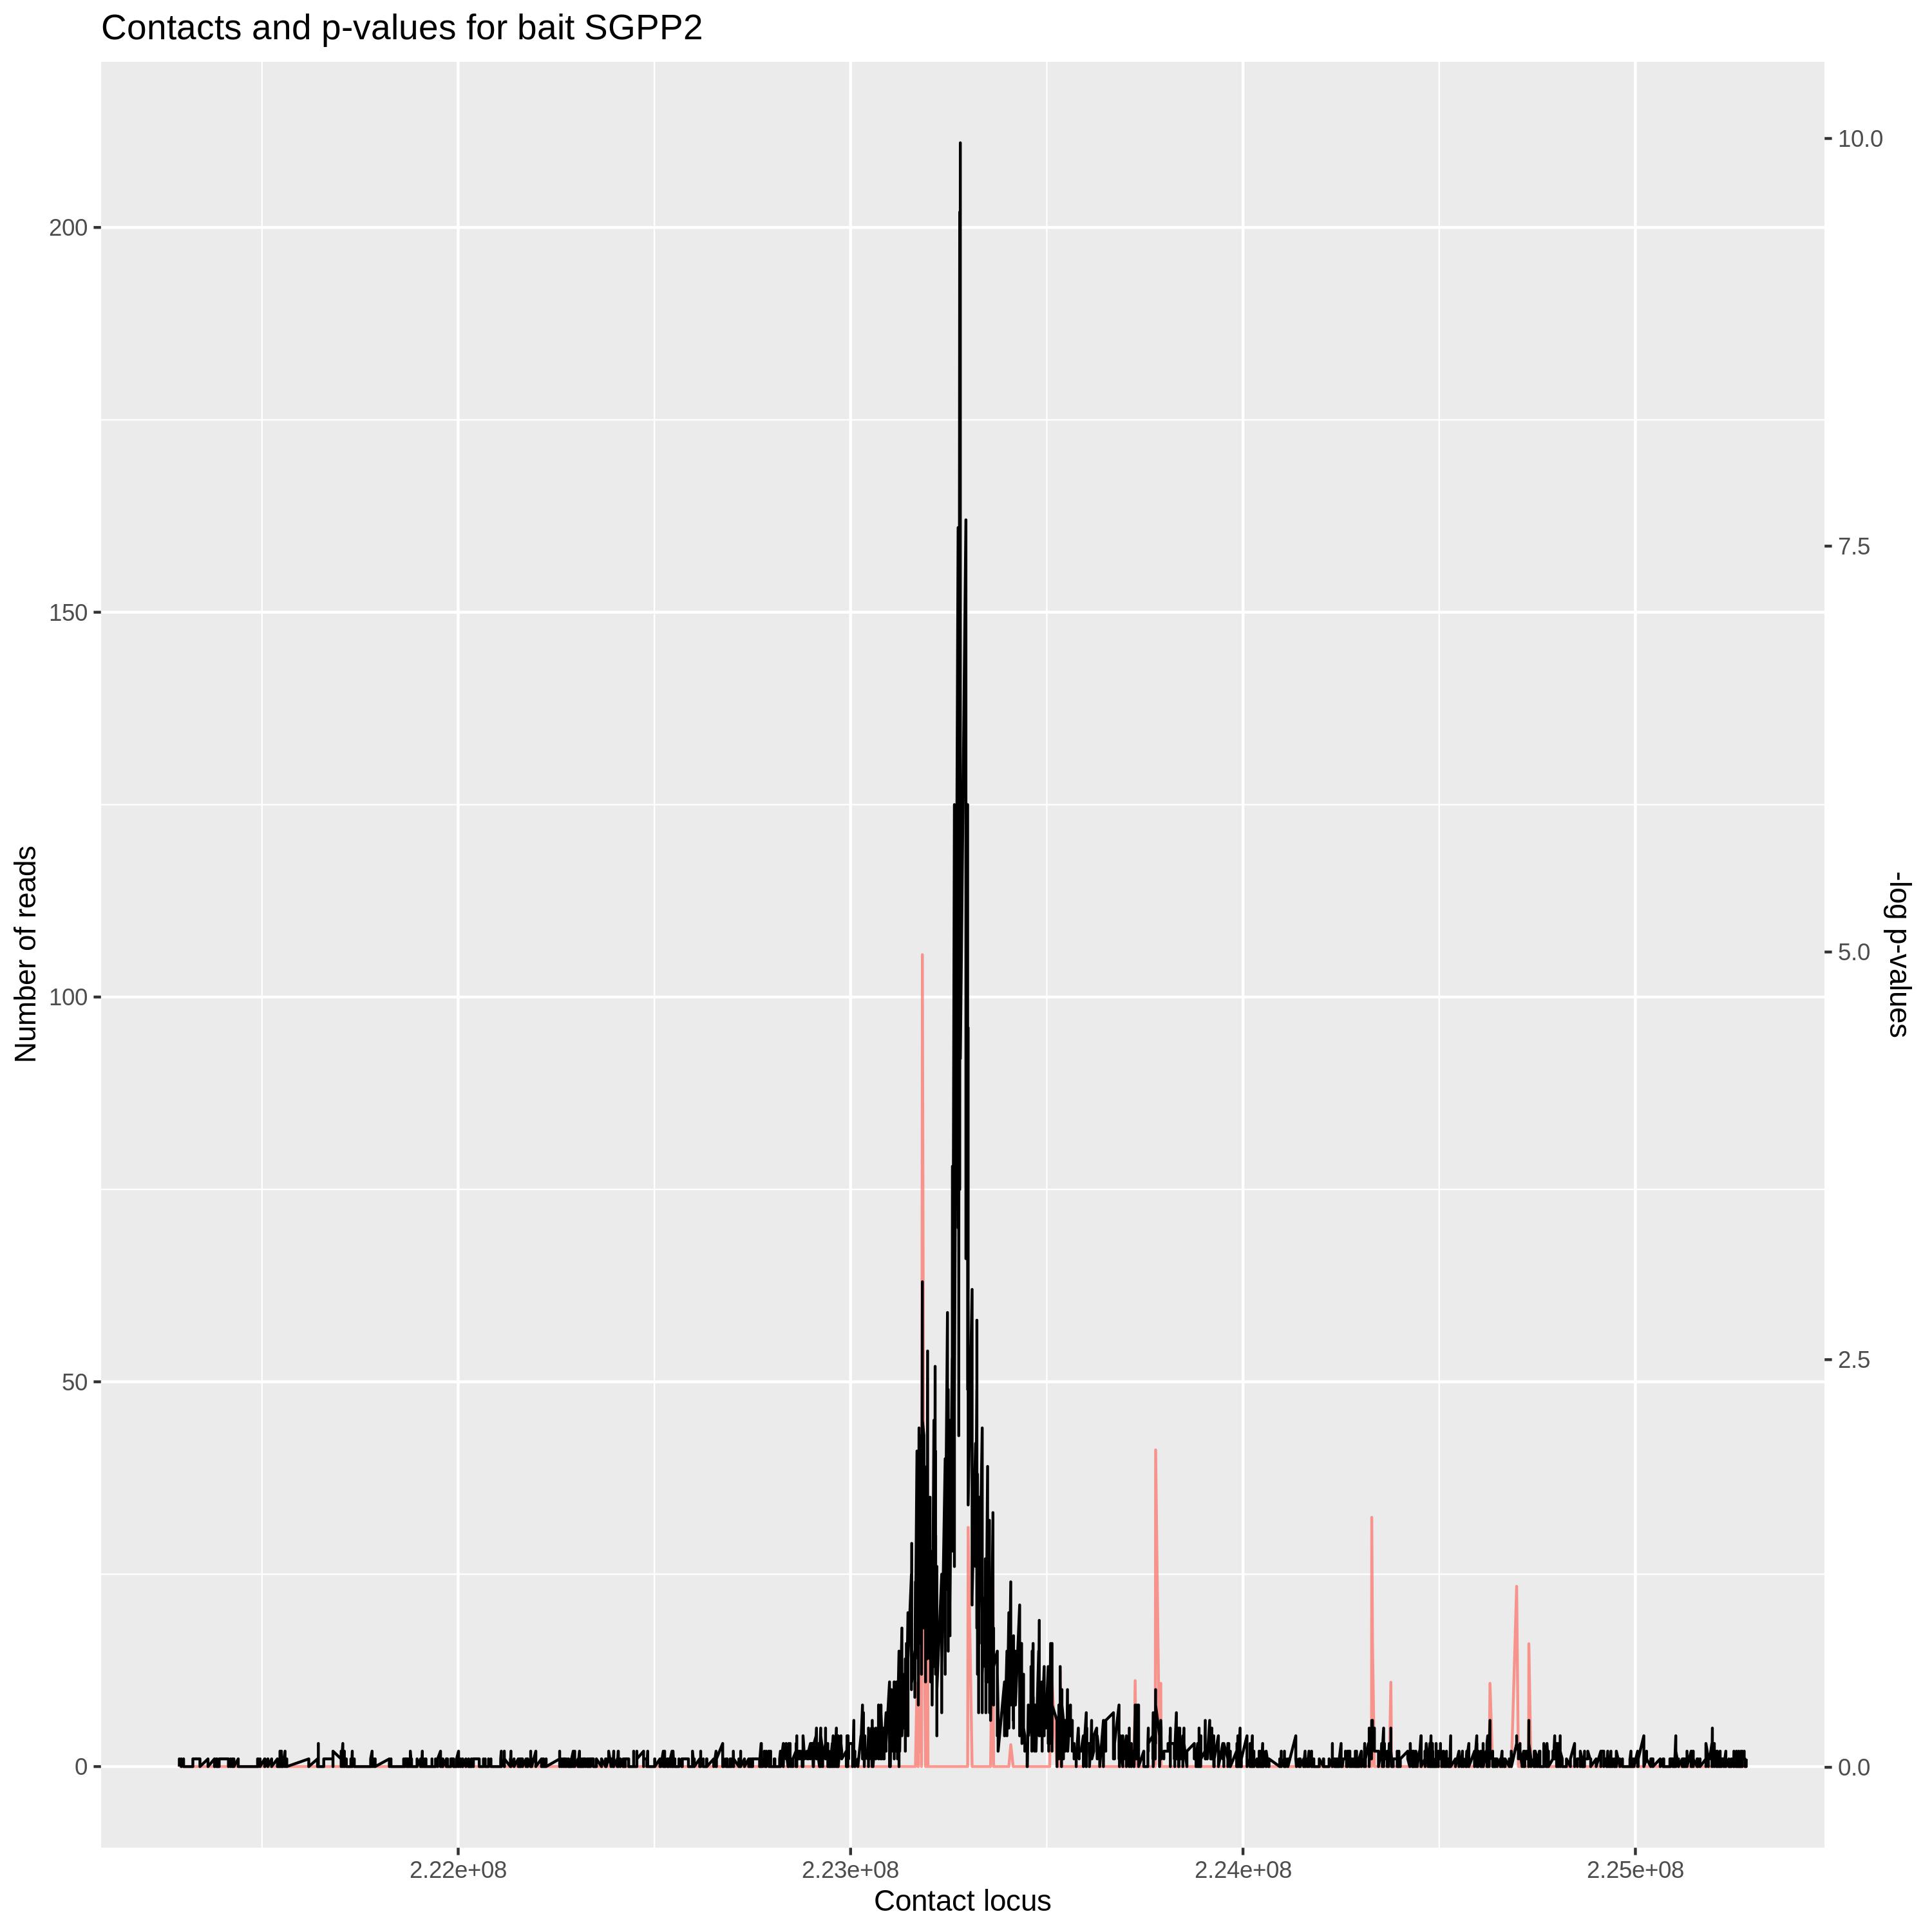 Contacts and p-values for bait SGPP2
Number of reads
200
150
100
50
0
10.0
7.5
5.0
2.5
0.0
-log p-values
2.22e+08
2.23e+08
2.24e+08
2.25e+08
Contact locus